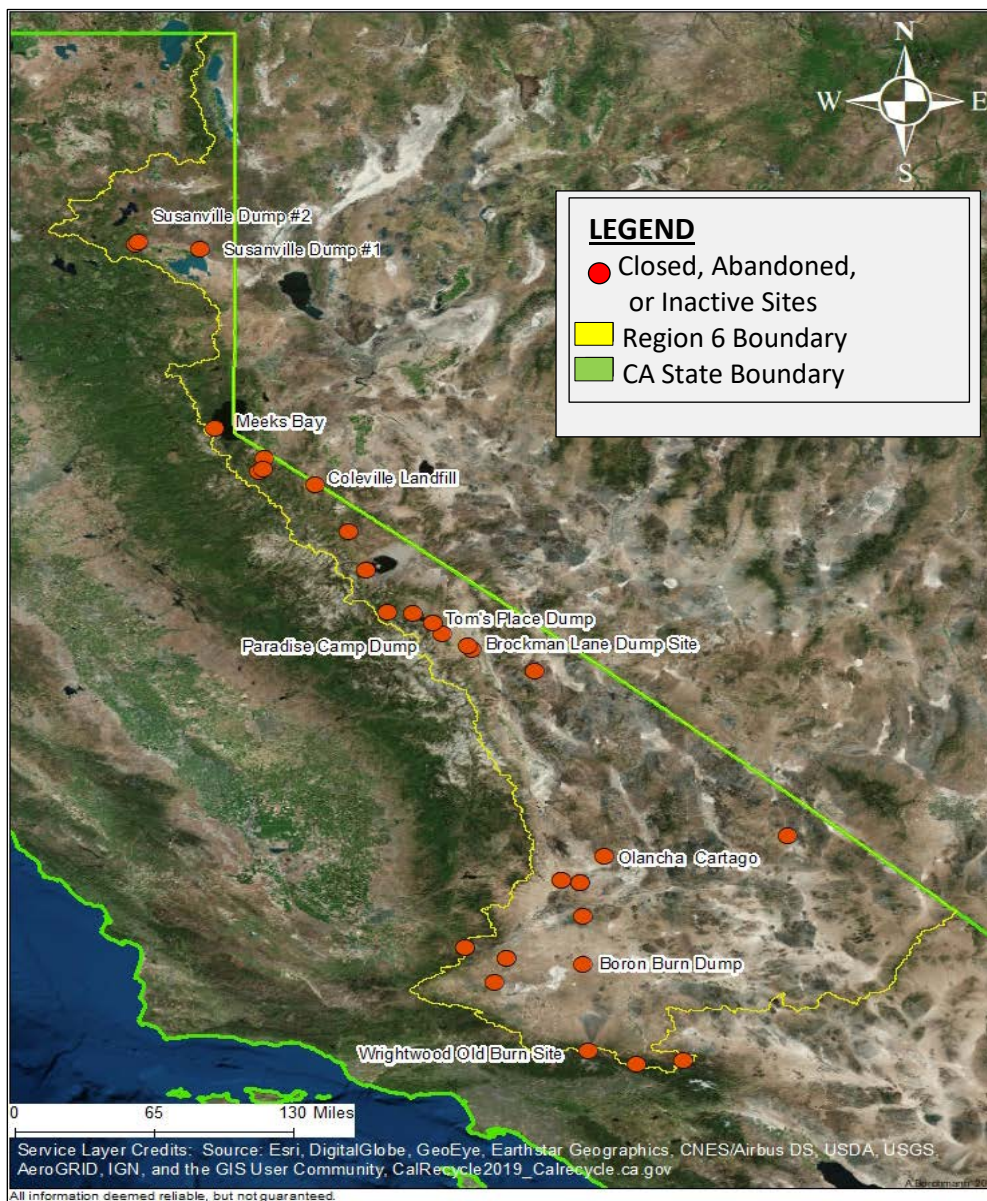 N
W E
S
LEGEND
Closed, Abandoned,
or Inactive Sites
Region 6 Boundary
CA State Boundary
Susanville Dump #2
Susanville Dump #1
Meeks Bay
Coleville Landfill
Tom's Place Dump
Paradise Camp Dump
Brockman Lane Dump Site
Olancha Cartago
Boron Burn Dump
Wrightwood Old Burn Site
0 65 130 Miles
Service Layer Credits: Source: Esri, DigitalGlobe, GeoEye, Earthstar Geographics, CNES/Airbus DS, USDA, USGS,
AeroGRID, IGN, and the GIS User Community, CalRecycle2019_Calrecycle.ca.gov
All information deemed reliable, but not guaranteed.